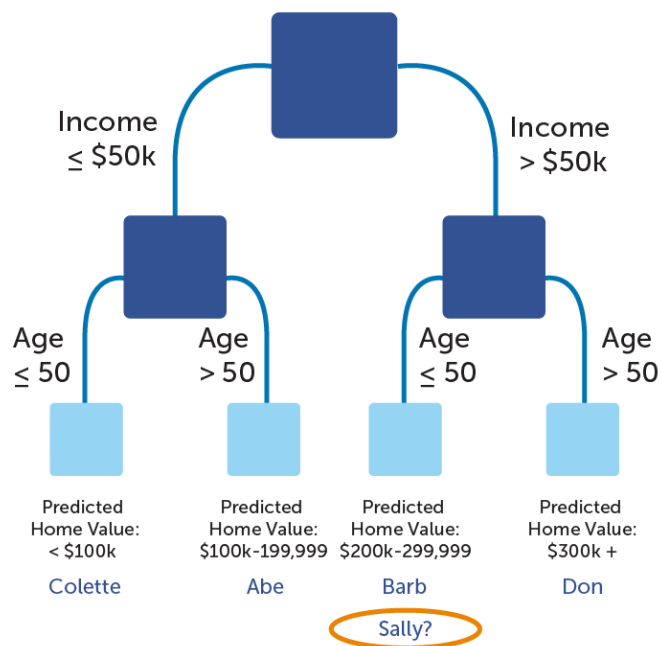 Income
≤ $50k
Income
> $50k
Age
≤ 50
Age
> 50
Age
≤ 50
Age
> 50
Predicted
Home Value:
< $100k
Colette
Predicted
Home Value:
$100k-199,999
Abe
Predicted
Home Value:
$200k-299,999
Barb
Sally?
Predicted
Home Value:
$300k +
Don